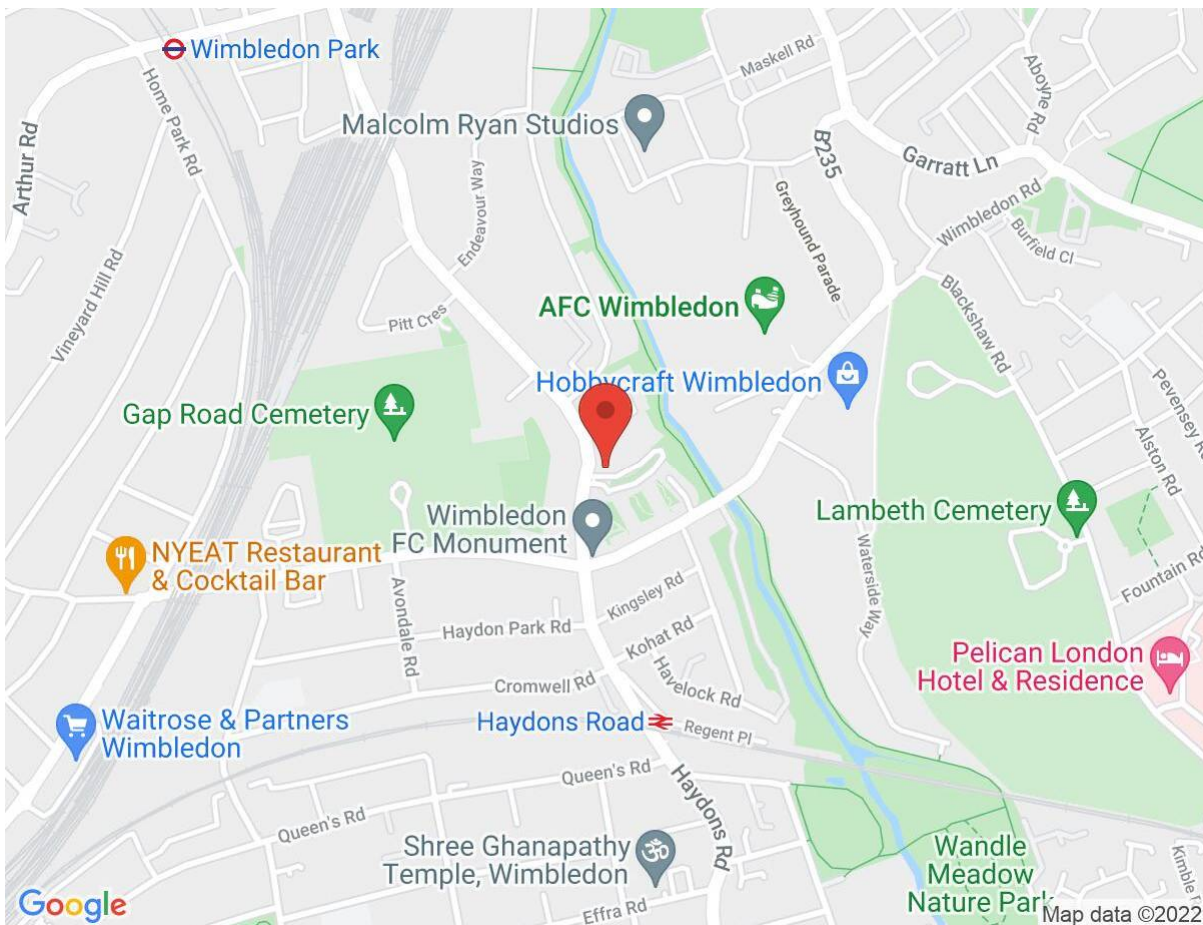 Wimbledon Park
Maskell Rd
Home Park Rd
Malcolm Ryan Studios
Aboyne Rd
B235
Arthur Rd
Garratt Ln
Endeavour Way
Greyhound Parade
Wimbledon Rd
Burfield Cl
Vineyard Hill Rd
Pitt Cres
AFC Wimbledon
Blackshaw Rd
Hobbycraft Wimbledon
Pevensey Rd
Gap Road Cemetery
Alston Rd
Lambeth Cemetery
Wimbledon
FC Monument
NYEAT Restaurant
& Cocktail Bar
Waterside Way
Fountain Rd
Avondale Rd
Kingsley Rd
Haydon Park Rd
Kohat Rd
Havelock Rd
Pelican London
Hotel & Residence
Cromwell Rd
Waitrose & Partners
Wimbledon
Haydons Road
Regent Pl
Queen's Rd
Haydons Rd
Queen's Rd
Shree Ghanapathy
Temple, Wimbledon
Wandle
Meadow
Nature Park
Kimble
Effra Rd
Google
Map data ©2022